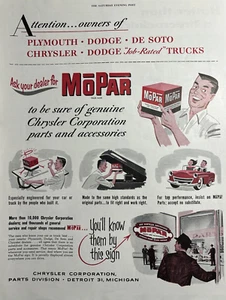 THE SATURDAY EVENING POST
Attention...owners of
PLYMOUTH · DODGE · DE SOTO
CHRYSLER · DODGE "Job-Rated" TRUCKS
Ask your dealer for
MOPAR
MOPAR
to be sure of genuine
Chrysler Corporation
parts and accessories
Especially engineered for your car or
truck by the people who built it.
Made to the same high standards as the
original parts...to fit right and work right.
For top performance, insist on MOPAR
Parts; accept no substitutes.
More than 10,000 Chrysler Corporation
dealers and thousands of general
service and repair shops recommend MOPAR
...You'll know
them by
this sign
MOPAR
CHRYSLER CORPORATION,
PARTS DIVISION · DETROIT 31, MICHIGAN